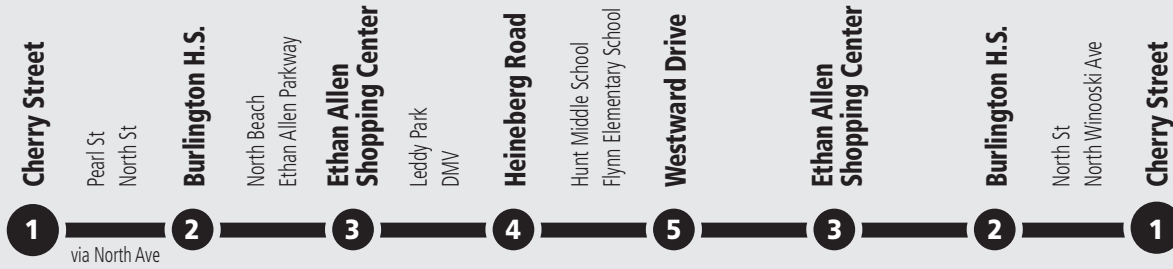 Cherry Street
Pearl St
North St
Burlington H.S.
North Beach
Ethan Allen Parkway
Ethan Allen
Shopping Center
Leddy Park
DMV
Heineberg Road
Hunt Middle School
Flynn Elementary School
Westward Drive
Ethan Allen
Shopping Center
Burlington H.S.
North St
North Winooski Ave
Cherry Street
1 2 3 4 5 3 2 1
via North Ave